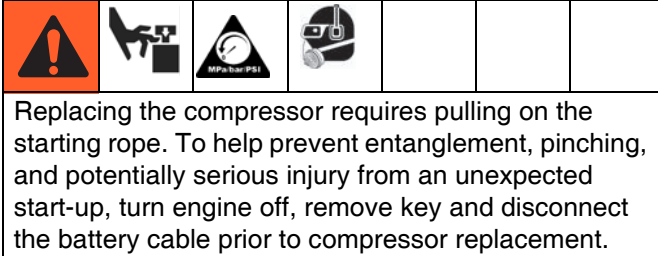 MPa/bar/PSI
Replacing the compressor requires pulling on the
starting rope. To help prevent entanglement, pinching,
and potentially serious injury from an unexpected
start-up, turn engine off, remove key and disconnect
the battery cable prior to compressor replacement.